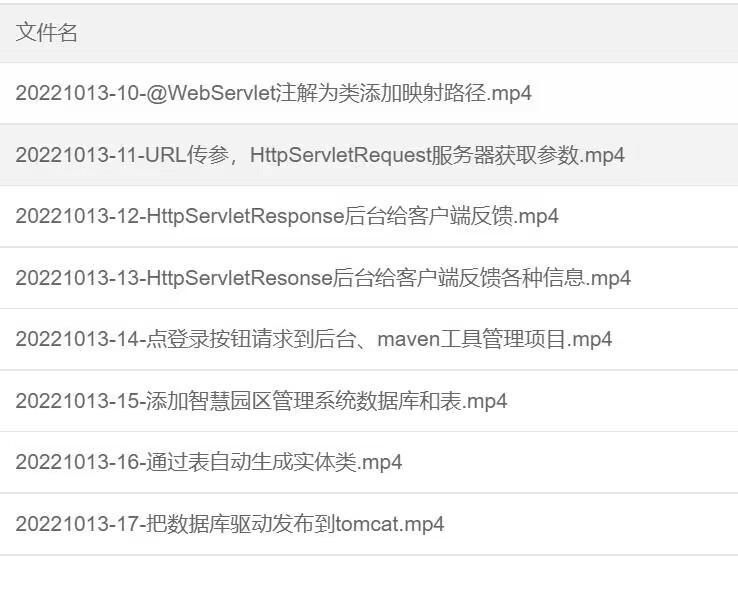 文件名
20221013-10-@WebServlet注解为类添加映射路径.mp4
20221013-11-URL传参，HttpServletRequest服务器获取参数.mp4
20221013-12-HttpServletResponse后台给客户端反馈.mp4
20221013-13-HttpServletResonse后台给客户端反馈各种信息.mp4
20221013-14-点登录按钮请求到后台、maven工具管理项目.mp4
20221013-15-添加智慧园区管理系统数据库和表.mp4
20221013-16-通过表自动生成实体类.mp4
20221013-17-把数据库驱动发布到tomcat.mp4